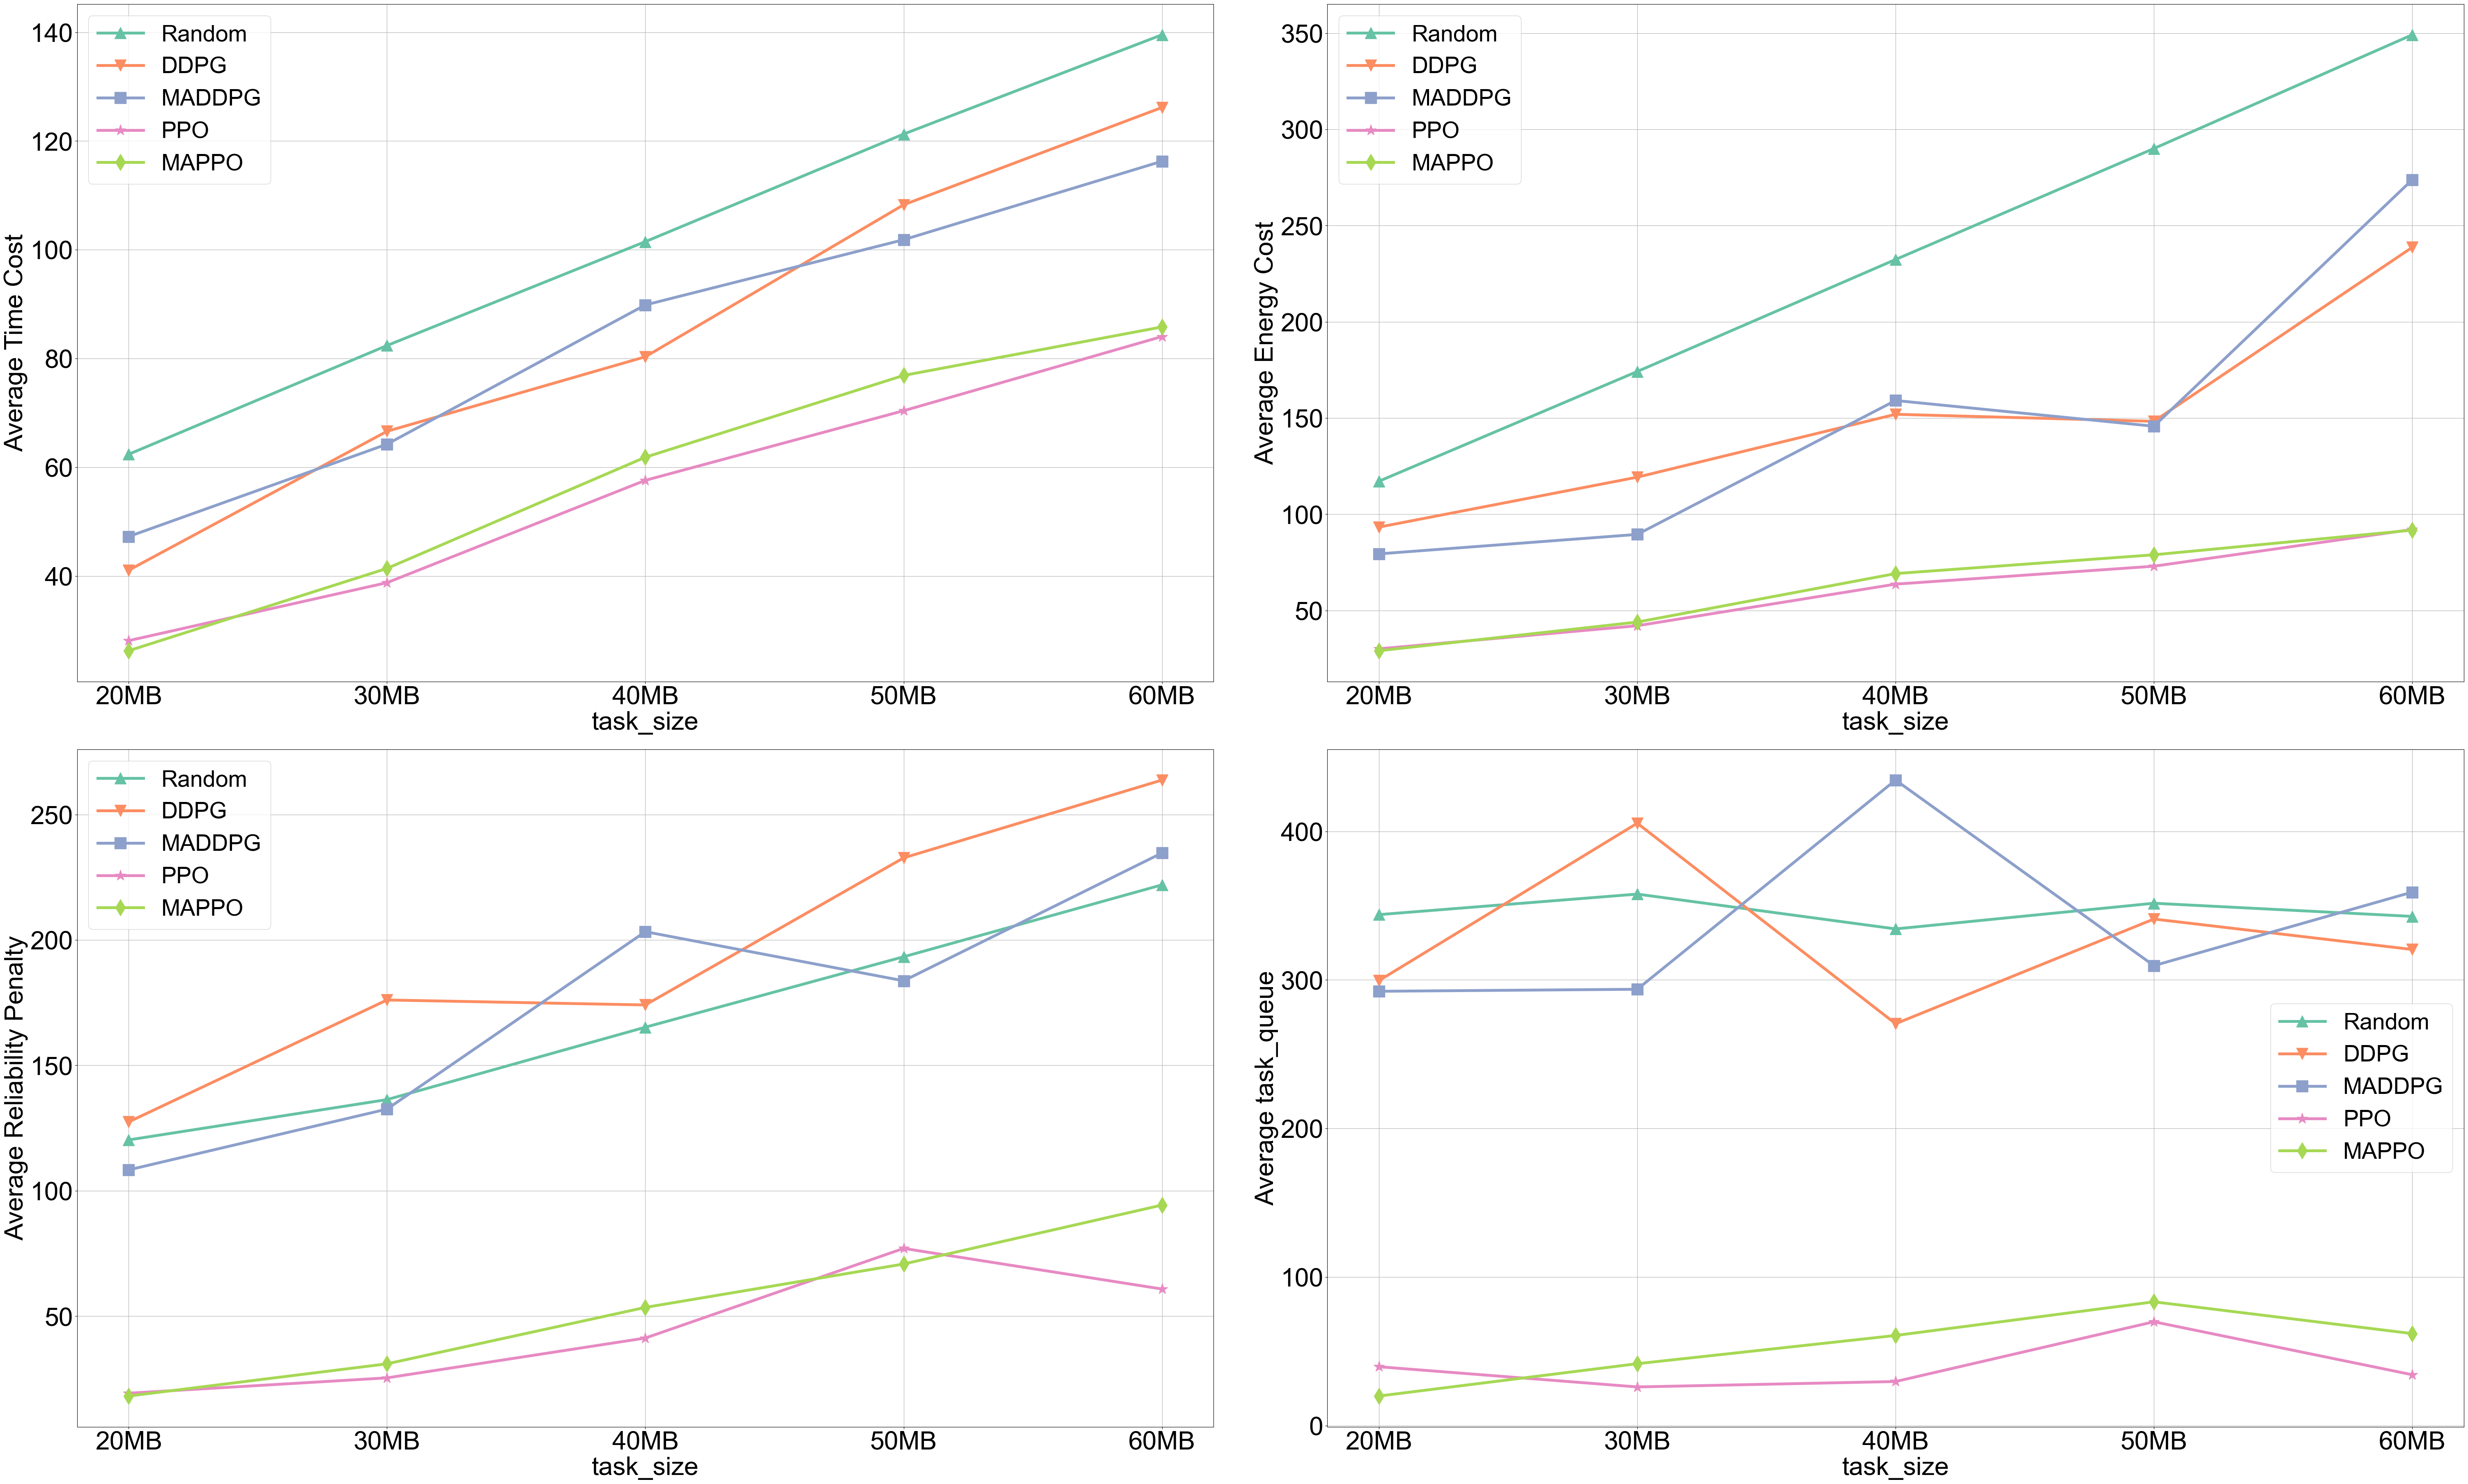 Average Time Cost
140
120
100
80
60
40
Random
DDPG
MADDPG
PPO
MAPPO
20MB 30MB 40MB 50MB 60MB
task_size
Average Energy Cost
350
300
250
200
150
100
50
Random
DDPG
MADDPG
PPO
MAPPO
20MB 30MB 40MB 50MB 60MB
task_size
Average Reliability Penalty
250
200
150
100
50
Random
DDPG
MADDPG
PPO
MAPPO
20MB 30MB 40MB 50MB 60MB
task_size
Average task_queue
400
300
200
100
0
Random
DDPG
MADDPG
PPO
MAPPO
20MB 30MB 40MB 50MB 60MB
task_size